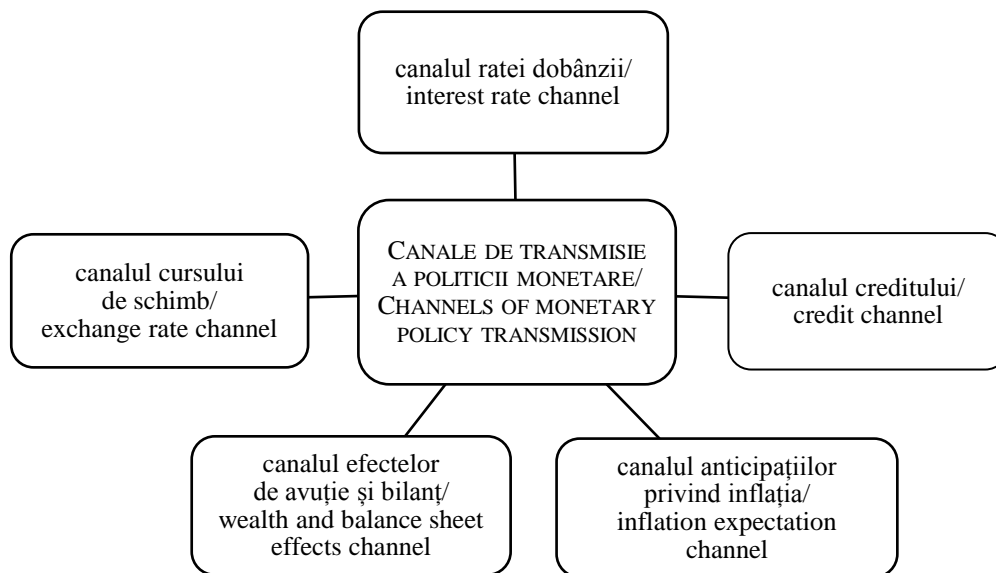 canalul ratei dobânzii/
interest rate channel
canalul cursului
de schimb/
exchange rate channel
CANALE DE TRANSMISIE
A POLITICII MONETARE/
CHANNELS OF MONETARY
POLICY TRANSMISSION
canalul creditului/
credit channel
canalul efectelor
de avuție și bilanț/
wealth and balance sheet
effects channel
canalul anticipațiilor
privind inflația/
inflation expectation
channel